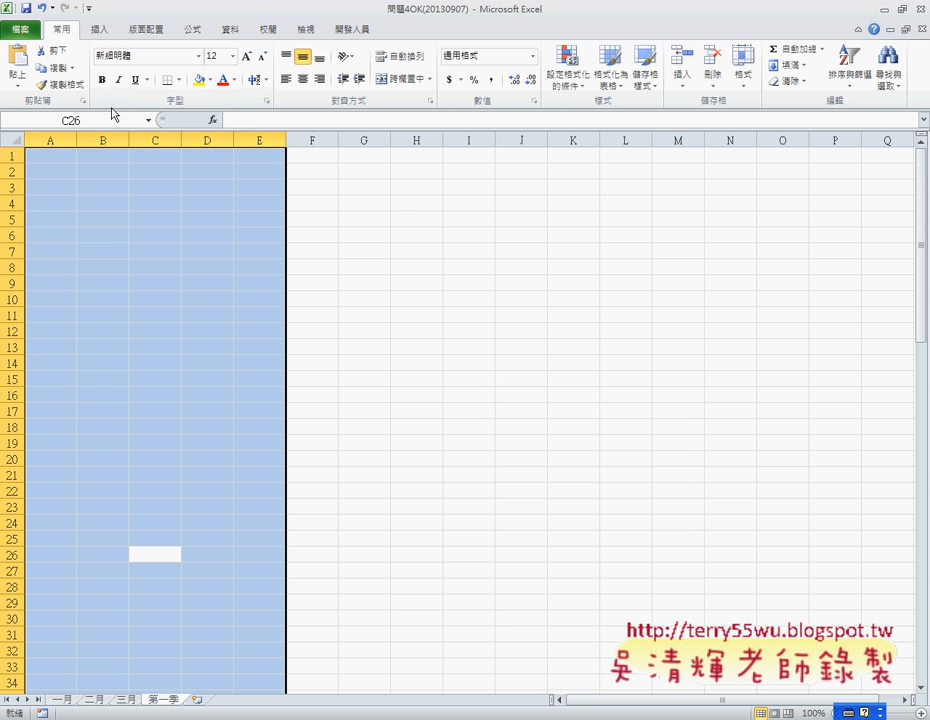 問題4OK(20130907) - Microsoft Excel
檔案 常用 插入 版面配置 公式 資料 校閱 檢視 開發人員
貼上 剪下 複製 複製格式 剪貼簿
新細明體 12 B I U 字型
自動換列 跨欄置中 對齊方式
通用格式 $ % , 數值
設定格式化的條件 格式化為表格 儲存格樣式 樣式
插入 刪除 格式 儲存格
Σ 自動加總 填滿 清除 排序與篩選 尋找與選取 編輯
C26 fx
A B C D E F G H I J K L M N O P Q
1
2
3
4
5
6
7
8
9
10
11
12
13
14
15
16
17
18
19
20
21
22
23
24
25
26
27
28
29
30
31
32
33
34
http://terry55wu.blogspot.tw
吳清輝老師錄製
一月 二月 三月 第一季
就緒 100%